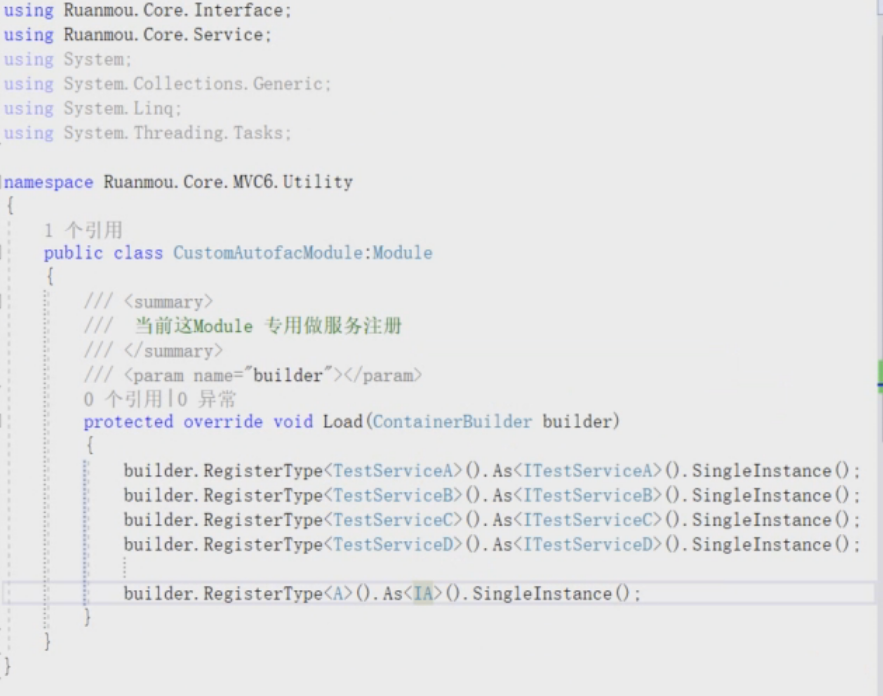 using Ruanmou.Core.Interface;
using Ruanmou.Core.Service;
using System;
using System.Collections.Generic;
using System.Linq;
using System.Threading.Tasks;
namespace Ruanmou.Core.MVC6.Utility
{
1 个引用
public class CustomAutofacModule:Module
{
/// <summary>
/// 当前这Module 专用做服务注册
/// </summary>
/// <param name="builder"></param>
0 个引用|0 异常
protected override void Load(ContainerBuilder builder)
{
builder.RegisterType<TestServiceA>().As<ITestServiceA>().SingleInstance();
builder.RegisterType<TestServiceB>().As<ITestServiceB>().SingleInstance();
builder.RegisterType<TestServiceC>().As<ITestServiceC>().SingleInstance();
builder.RegisterType<TestServiceD>().As<ITestServiceD>().SingleInstance();
builder.RegisterType<A>().As<IA>().SingleInstance();
}
}
}